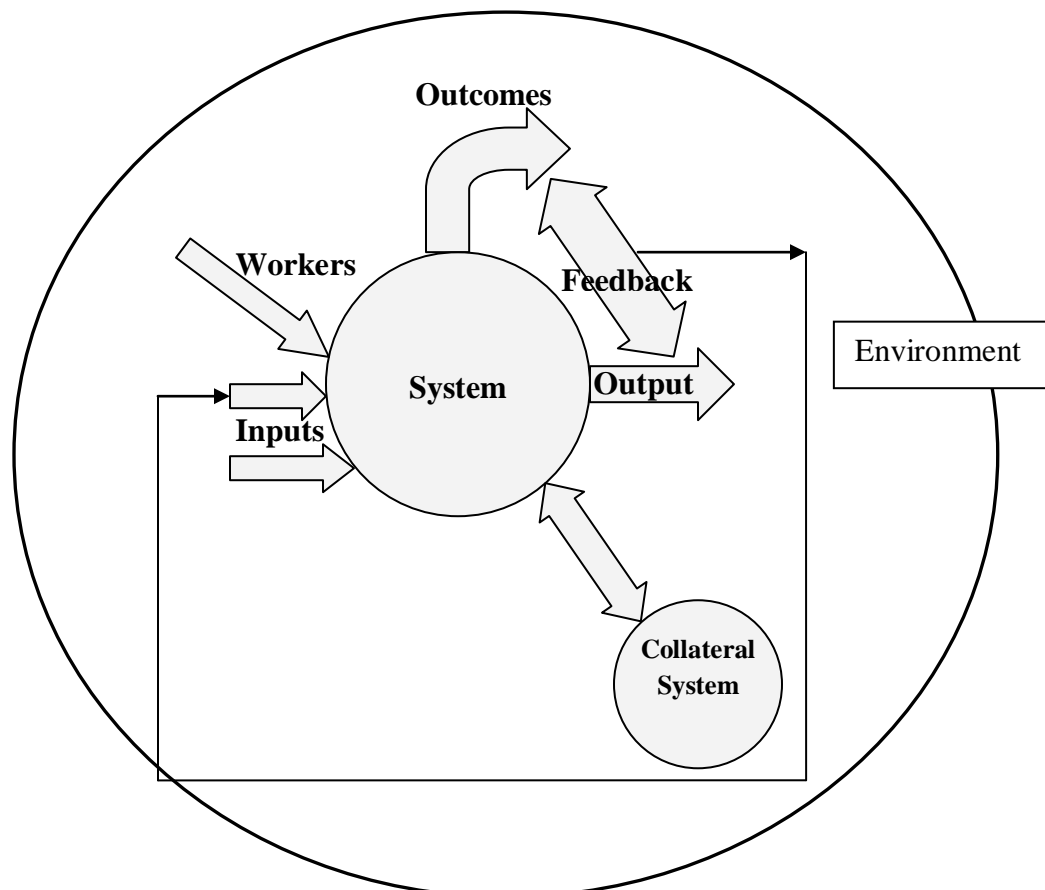 Outcomes
Workers
Feedback
Environment
System
Output
Inputs
Collateral
System